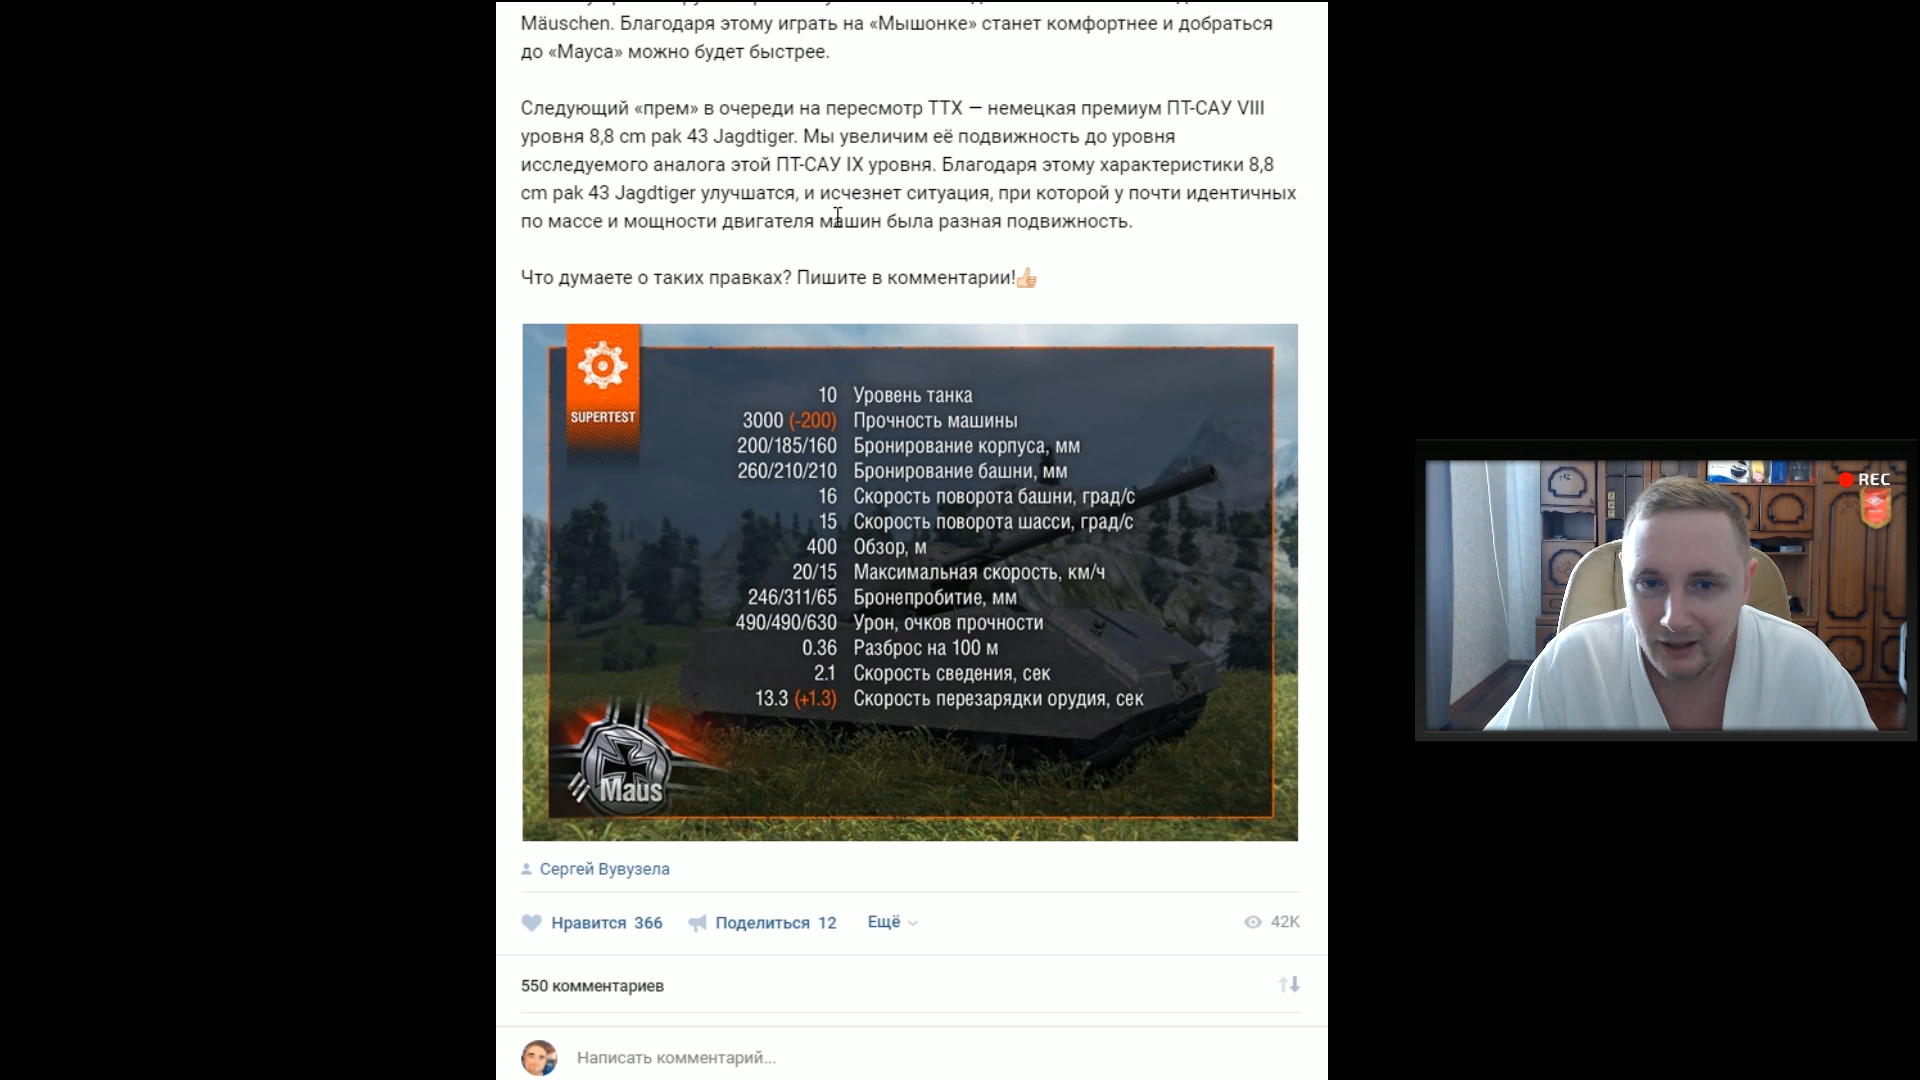 Mäuschen. Благодаря этому играть на «Мышонке» станет комфортнее и добраться
до «Мауса» можно будет быстрее.
Следующий «прем» в очереди на пересмотр ТТХ — немецкая премиум ПТ-САУ VIII
уровня 8,8 cm pak 43 Jagdtiger. Мы увеличим её подвижность до уровня
исследуемого аналога этой ПТ-САУ IX уровня. Благодаря этому характеристики 8,8
cm pak 43 Jagdtiger улучшатся, и исчезнет ситуация, при которой у почти идентичных
по массе и мощности двигателя машин была разная подвижность.
Что думаете о таких правках? Пишите в комментарии!👍
SUPERTEST
10 Уровень танка
3000 (-200) Прочность машины
200/185/160 Бронирование корпуса, мм
260/210/210 Бронирование башни, мм
16 Скорость поворота башни, град/с
15 Скорость поворота шасси, град/с
400 Обзор, м
20/15 Максимальная скорость, км/ч
246/311/65 Бронепробитие, мм
490/490/630 Урон, очков прочности
0.36 Разброс на 100 м
2.1 Скорость сведения, сек
13.3 (+1.3) Скорость перезарядки орудия, сек
Maus
Сергей Вувузела
Нравится 366 Поделиться 12 Ещё 42K
550 комментариев
Написать комментарий...
REC